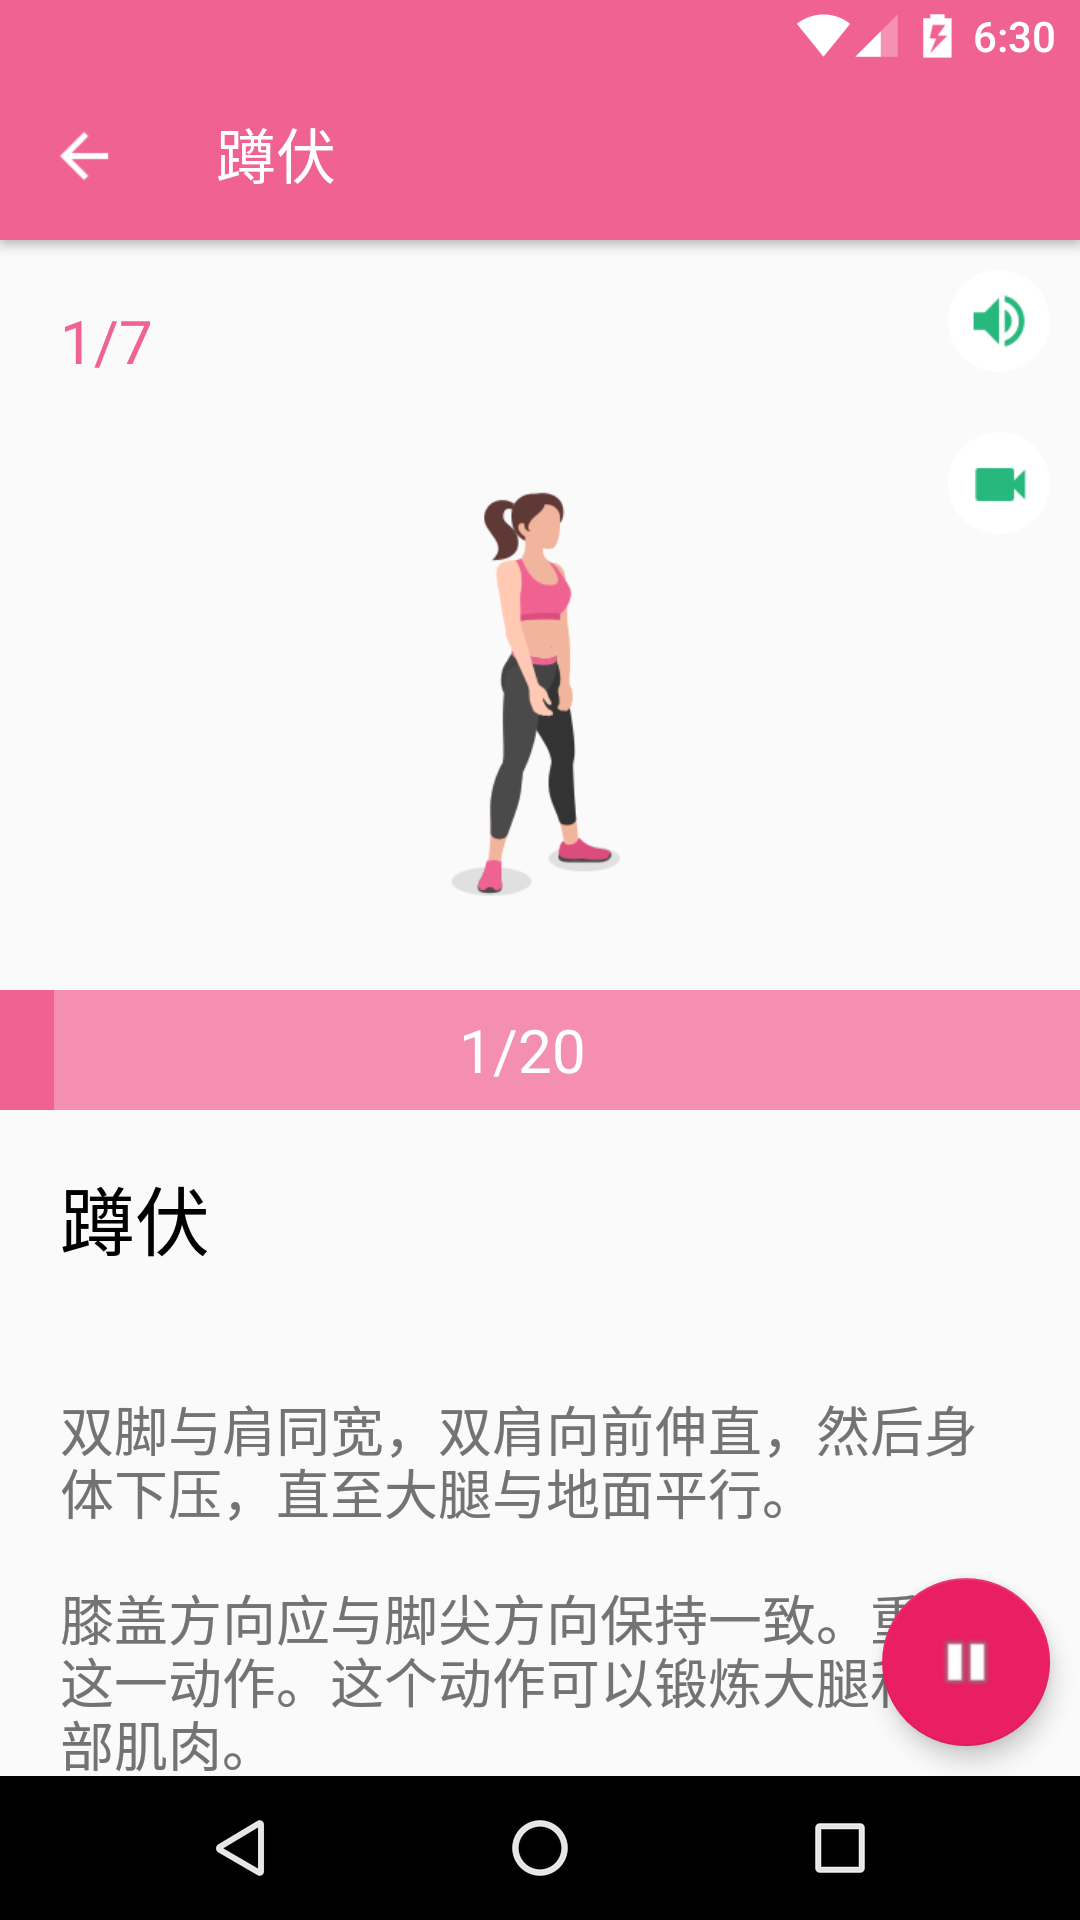 6:30
蹲伏
1/7
1/20
蹲伏
双脚与肩同宽，双肩向前伸直，然后身
体下压，直至大腿与地面平行。
膝盖方向应与脚尖方向保持一致。重
这一动作。这个动作可以锻炼大腿和
部肌肉。